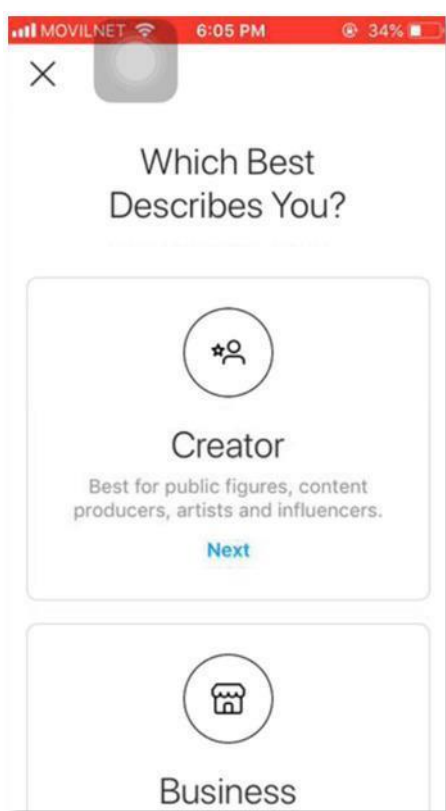 MOVILNET 6:05 PM 34%
Which Best
Describes You?
Creator
Best for public figures, content
producers, artists and influencers.
Next
Business